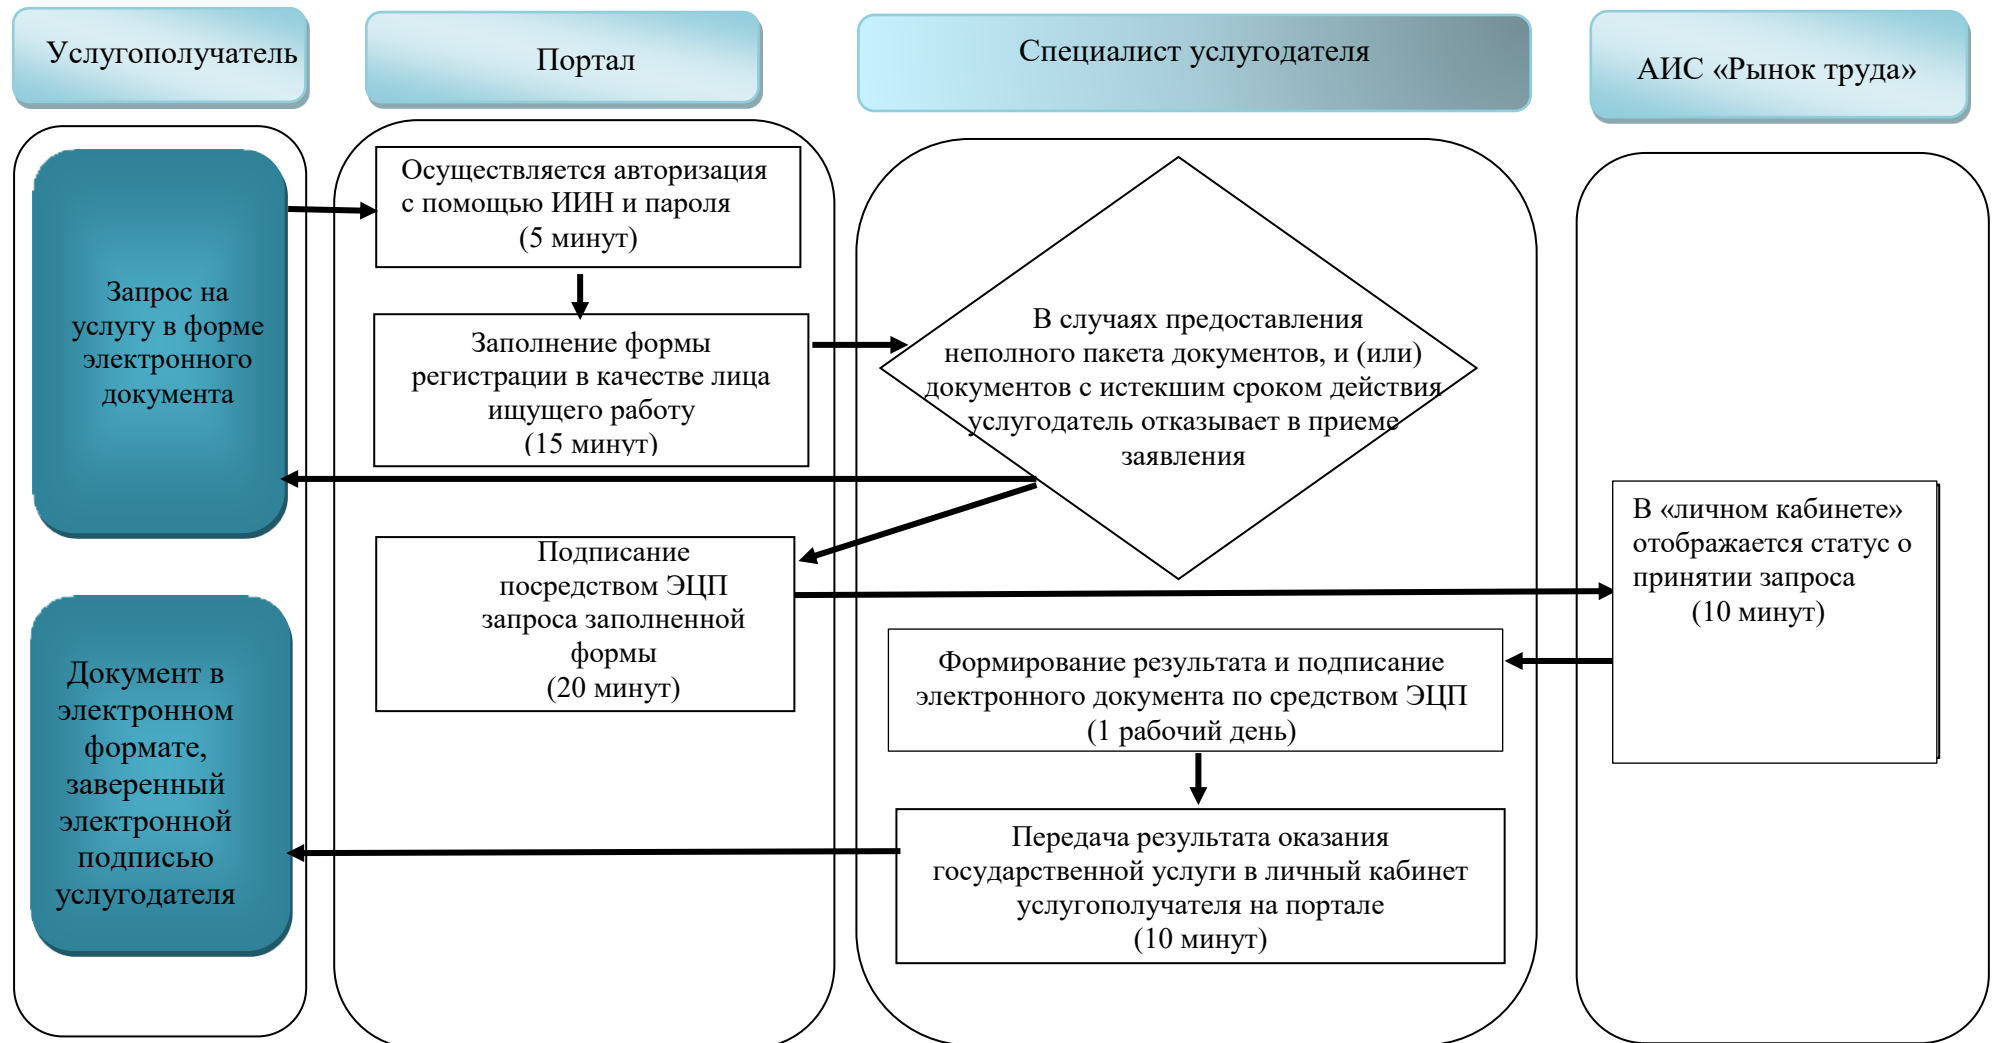 Услугополучатель
Портал
Специалист услугодателя
АИС «Рынок труда»
Запрос на
услугу в форме
электронного
документа
Осуществляется авторизация
с помощью ИИН и пароля
(5 минут)
Заполнение формы
регистрации в качестве лица
ищущего работу
(15 минут)
В случаях предоставления
неполного пакета документов, и (или)
документов с истекшим сроком действия
услугодатель отказывает в приеме
заявления
Подписание
посредством ЭЦП
запроса заполненной
формы
(20 минут)
В «личном кабинете»
отображается статус о
принятии запроса
(10 минут)
Формирование результата и подписание
электронного документа по средством ЭЦП
(1 рабочий день)
Передача результата оказания
государственной услуги в личный кабинет
услугополучателя на портале
(10 минут)
Документ в
электронном
формате,
заверенный
электронной
подписью
услугодателя